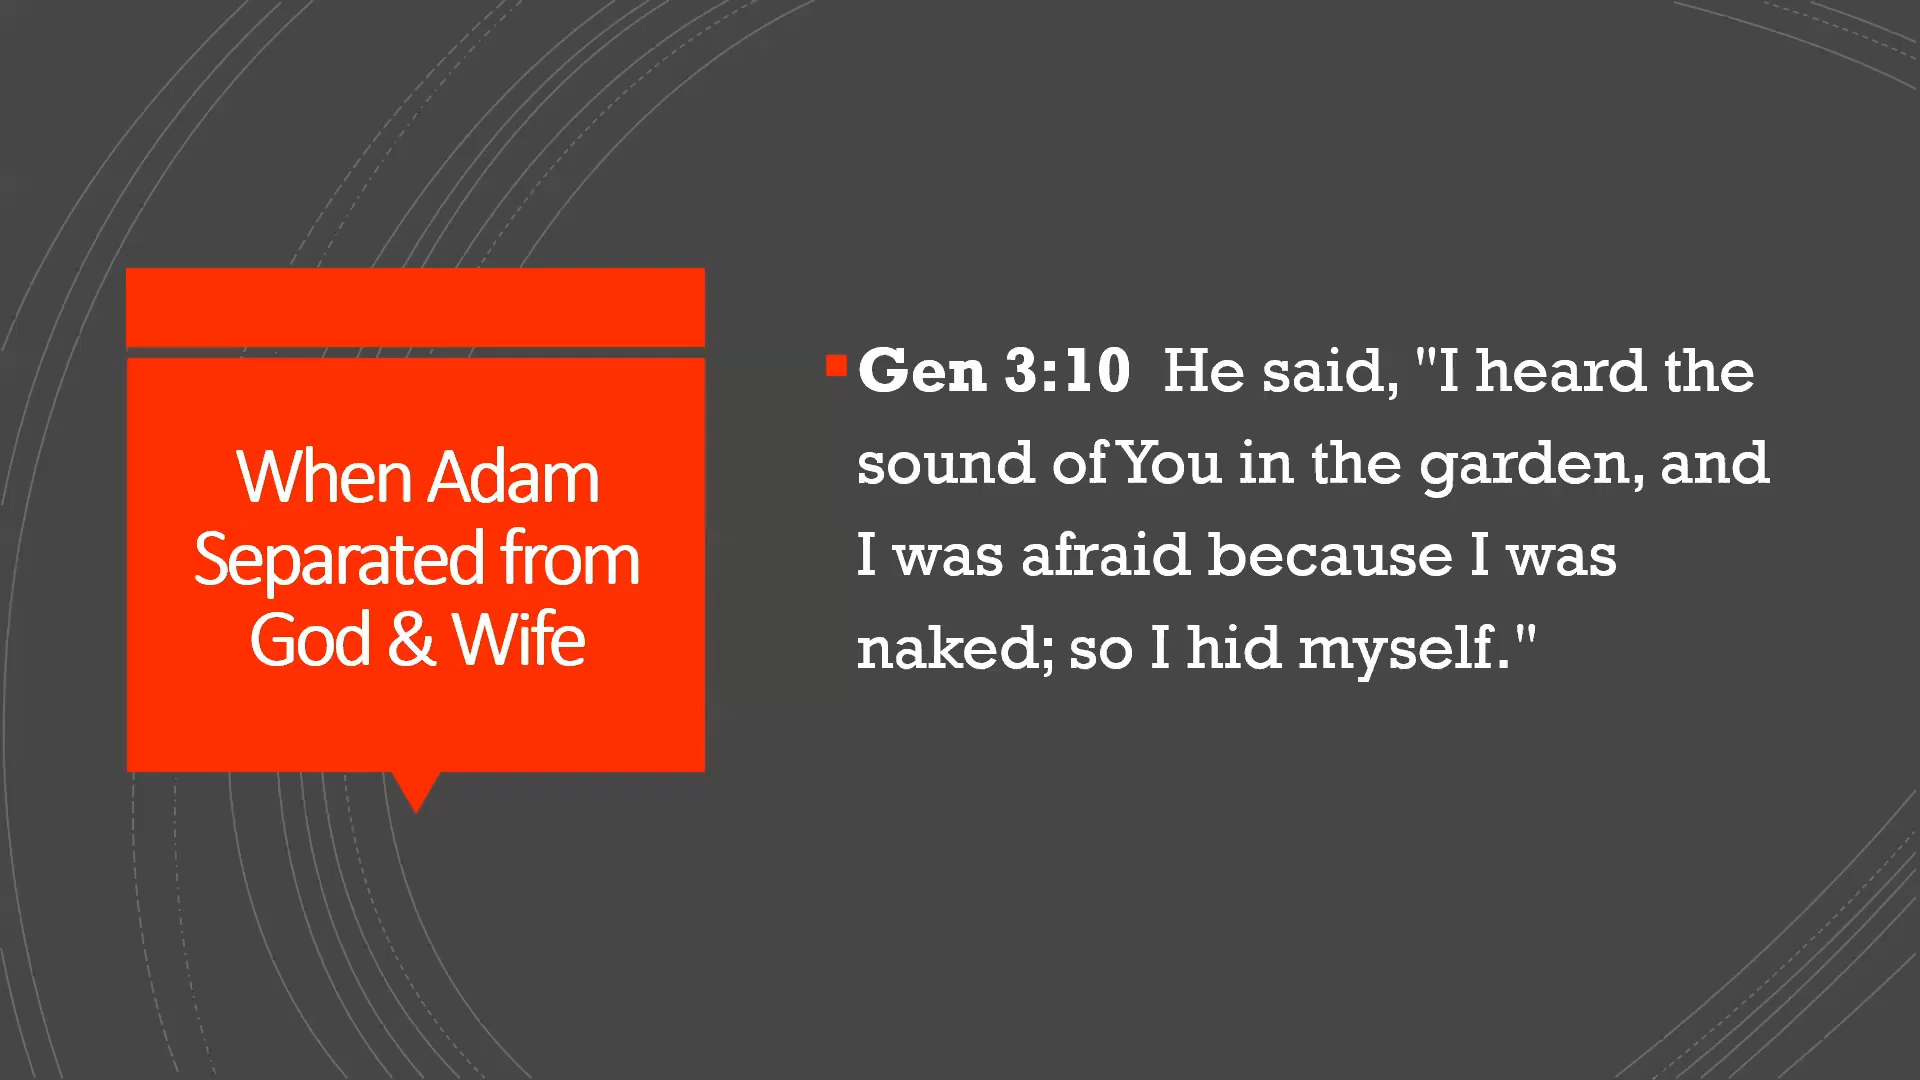 When Adam
Separated from
God & Wife
Gen 3:10  He said, "I heard the
sound of You in the garden, and
I was afraid because I was
naked; so I hid myself."